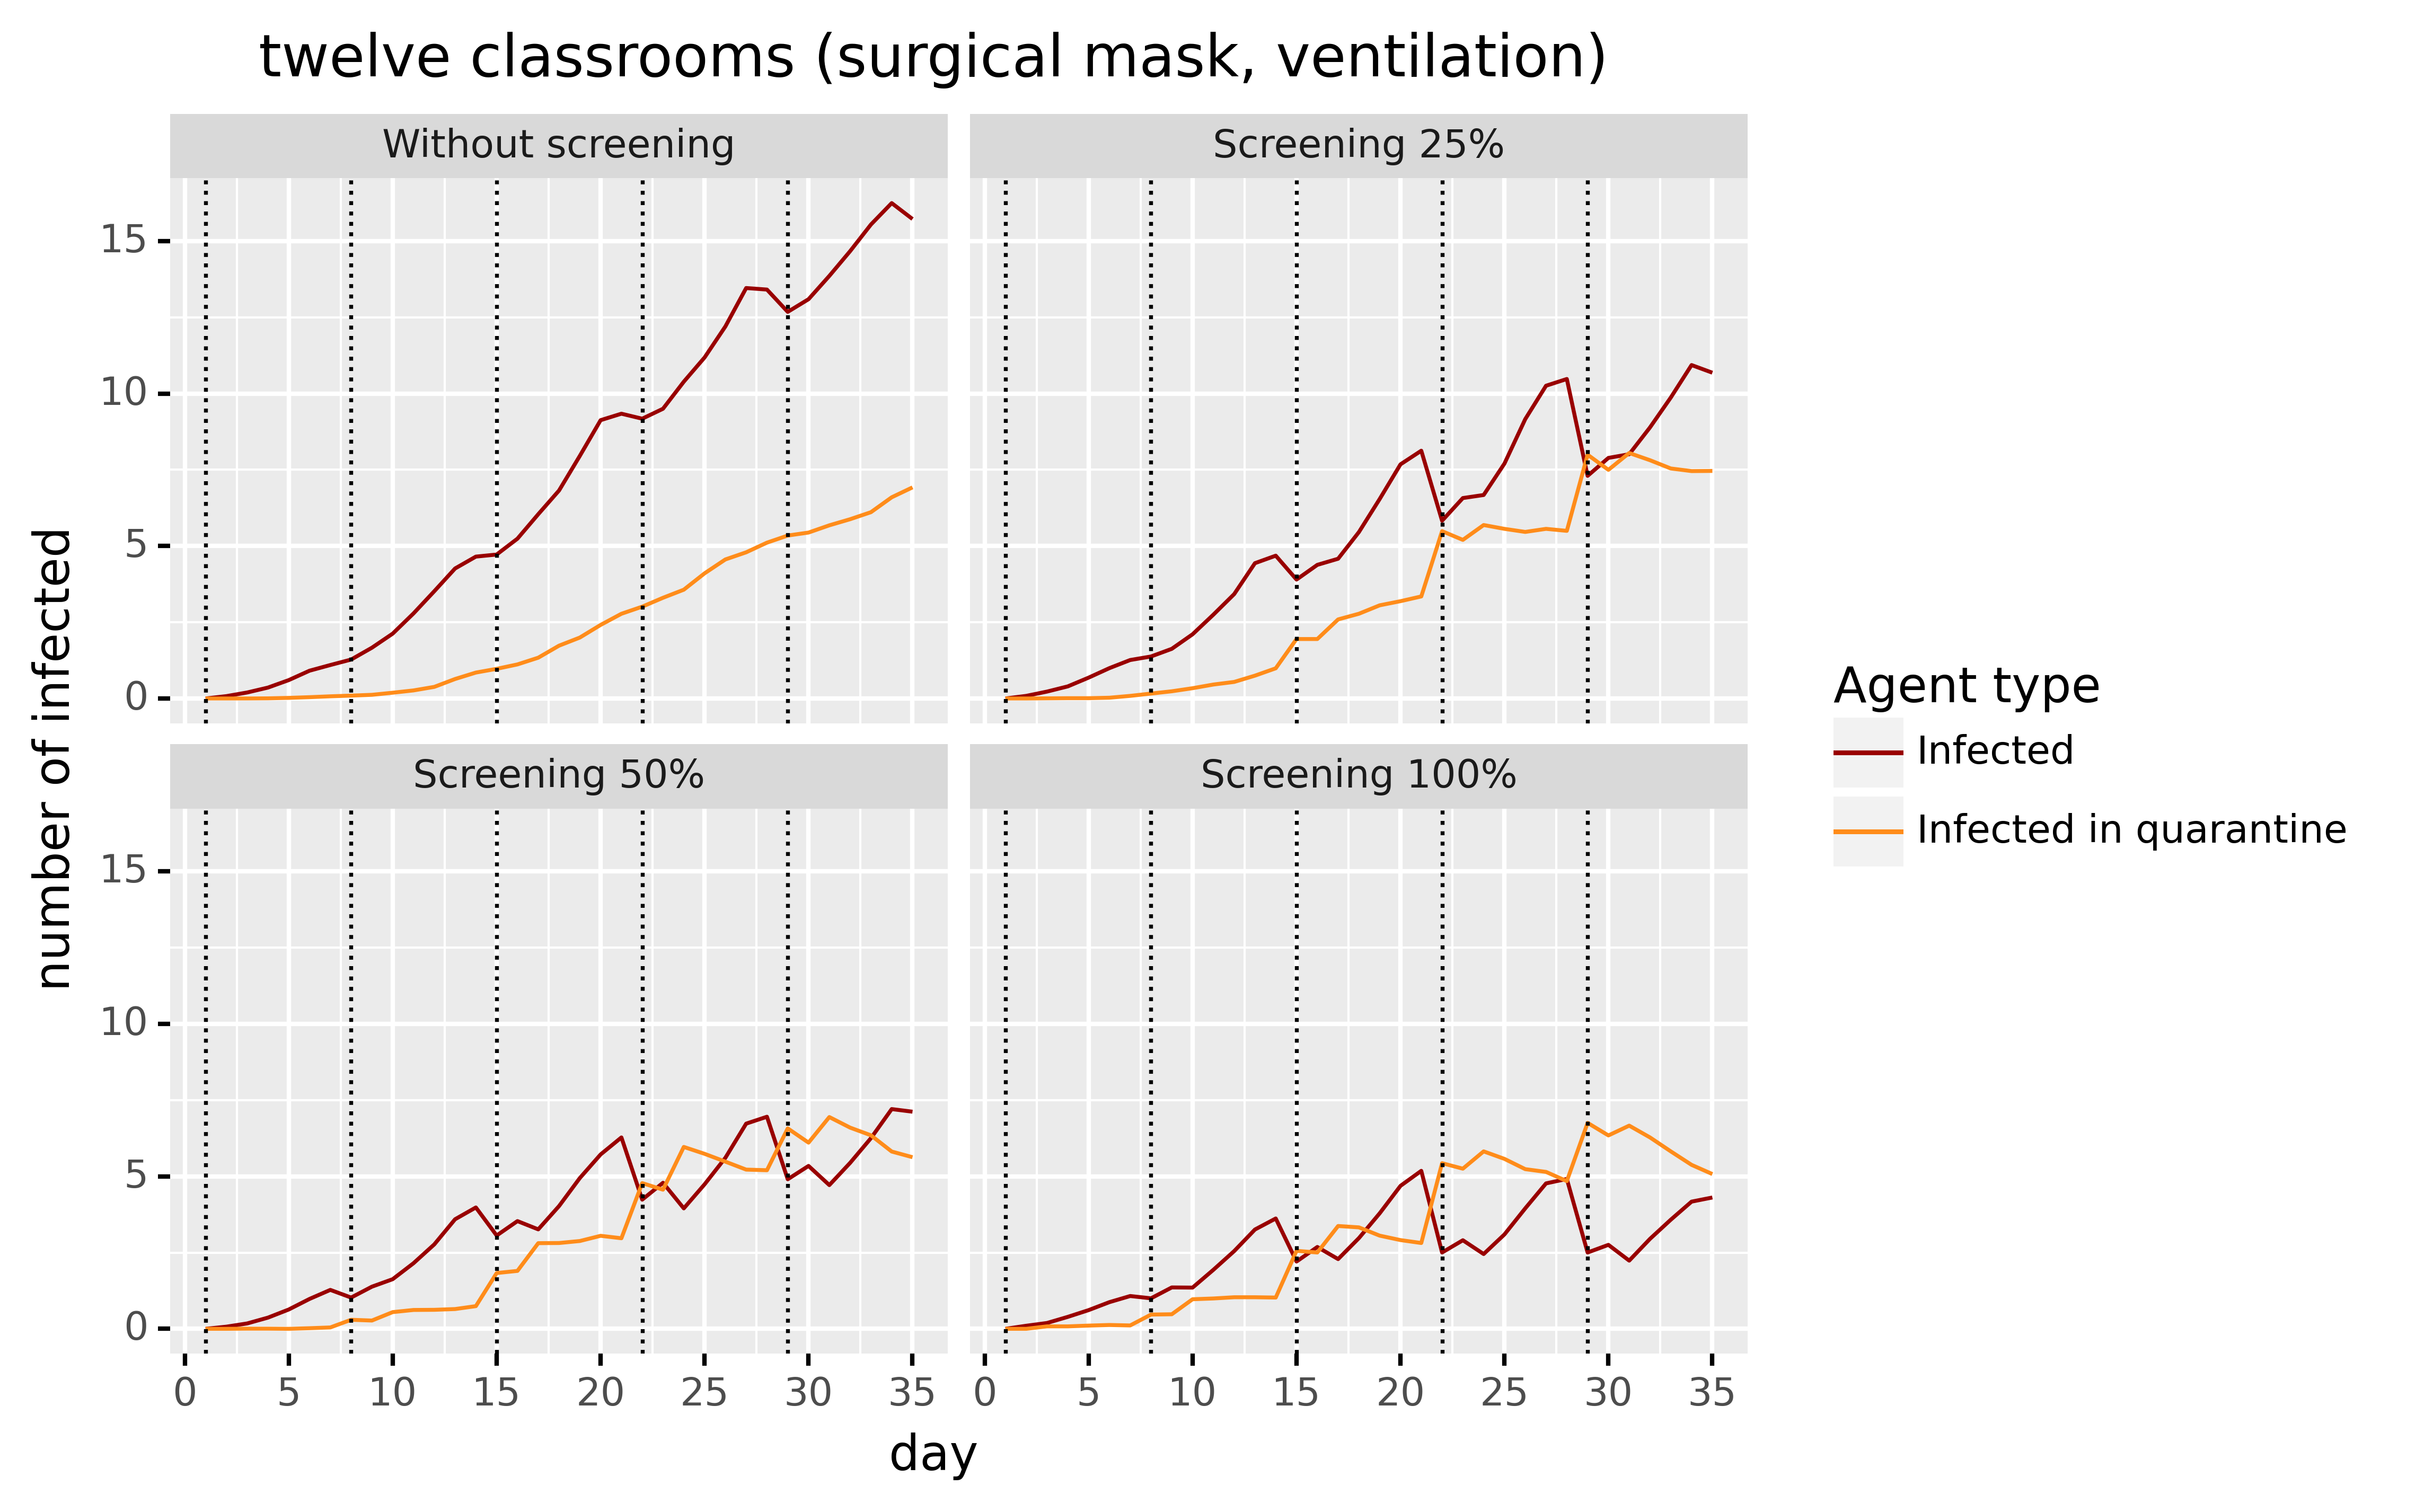 twelve classrooms (surgical mask, ventilation)
Without screening
Screening 25%
15
10
5
0
Screening 50%
Screening 100%
15
10
5
0
0 5 10 15 20 25 30 35
0 5 10 15 20 25 30 35
day
number of infected
Agent type
Infected
Infected in quarantine